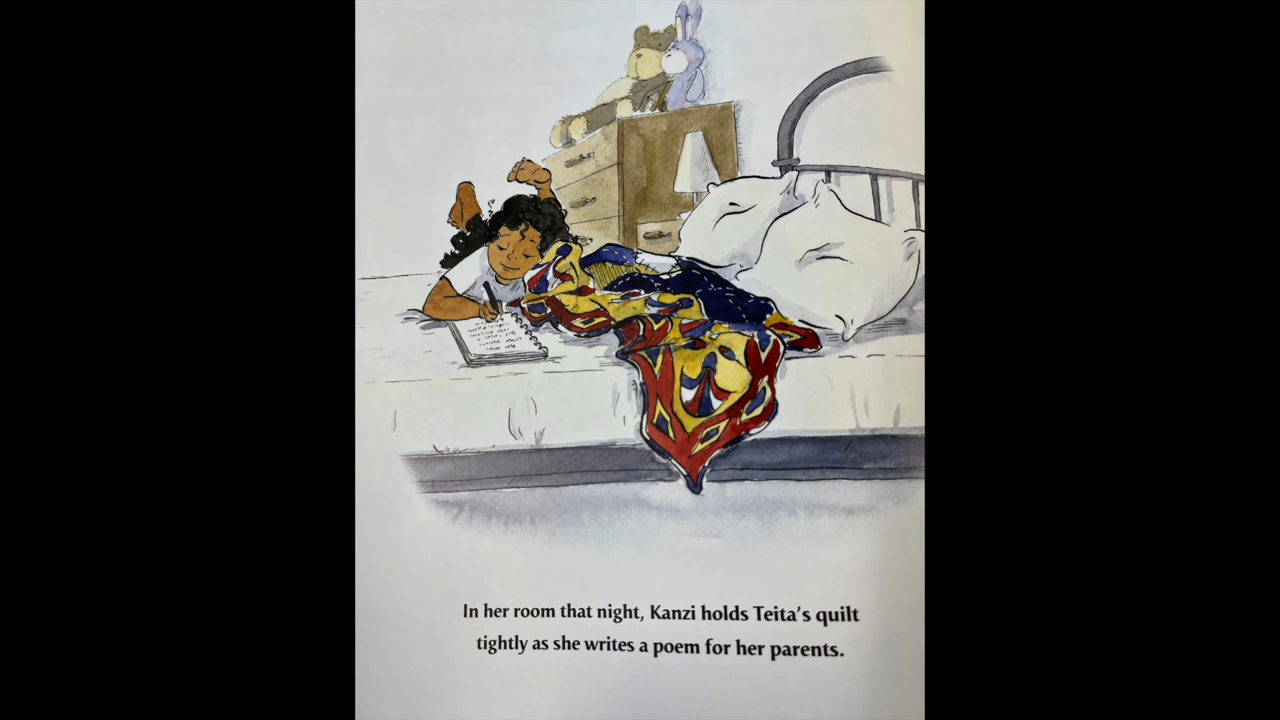 In her room that night, Kanzi holds Teita's quilt
tightly as she writes a poem for her parents.